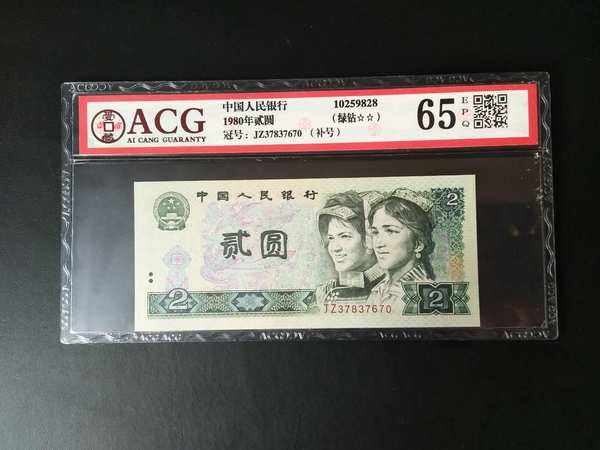 ACG
AI CANG GUARANTY
中国人民银行
1980年贰圆
冠号: JZ37837670 (补号)
10259828
(绿钻☆☆)
65
EPQ
中国人民银行
贰圆
2
2
2
JZ37837670